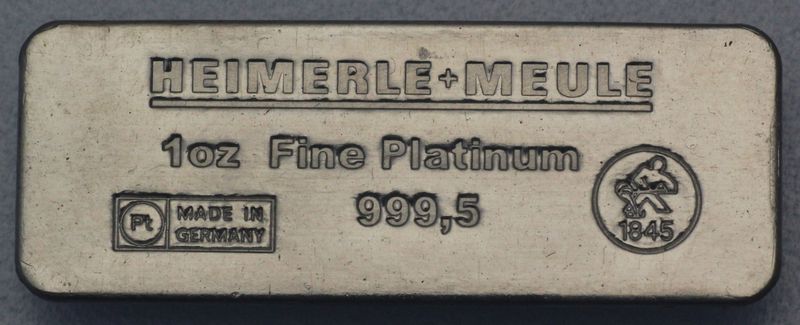 HEIMERLE+MEULE
1oz Fine Platinum
999,5
Pt
MADE IN
GERMANY
1845